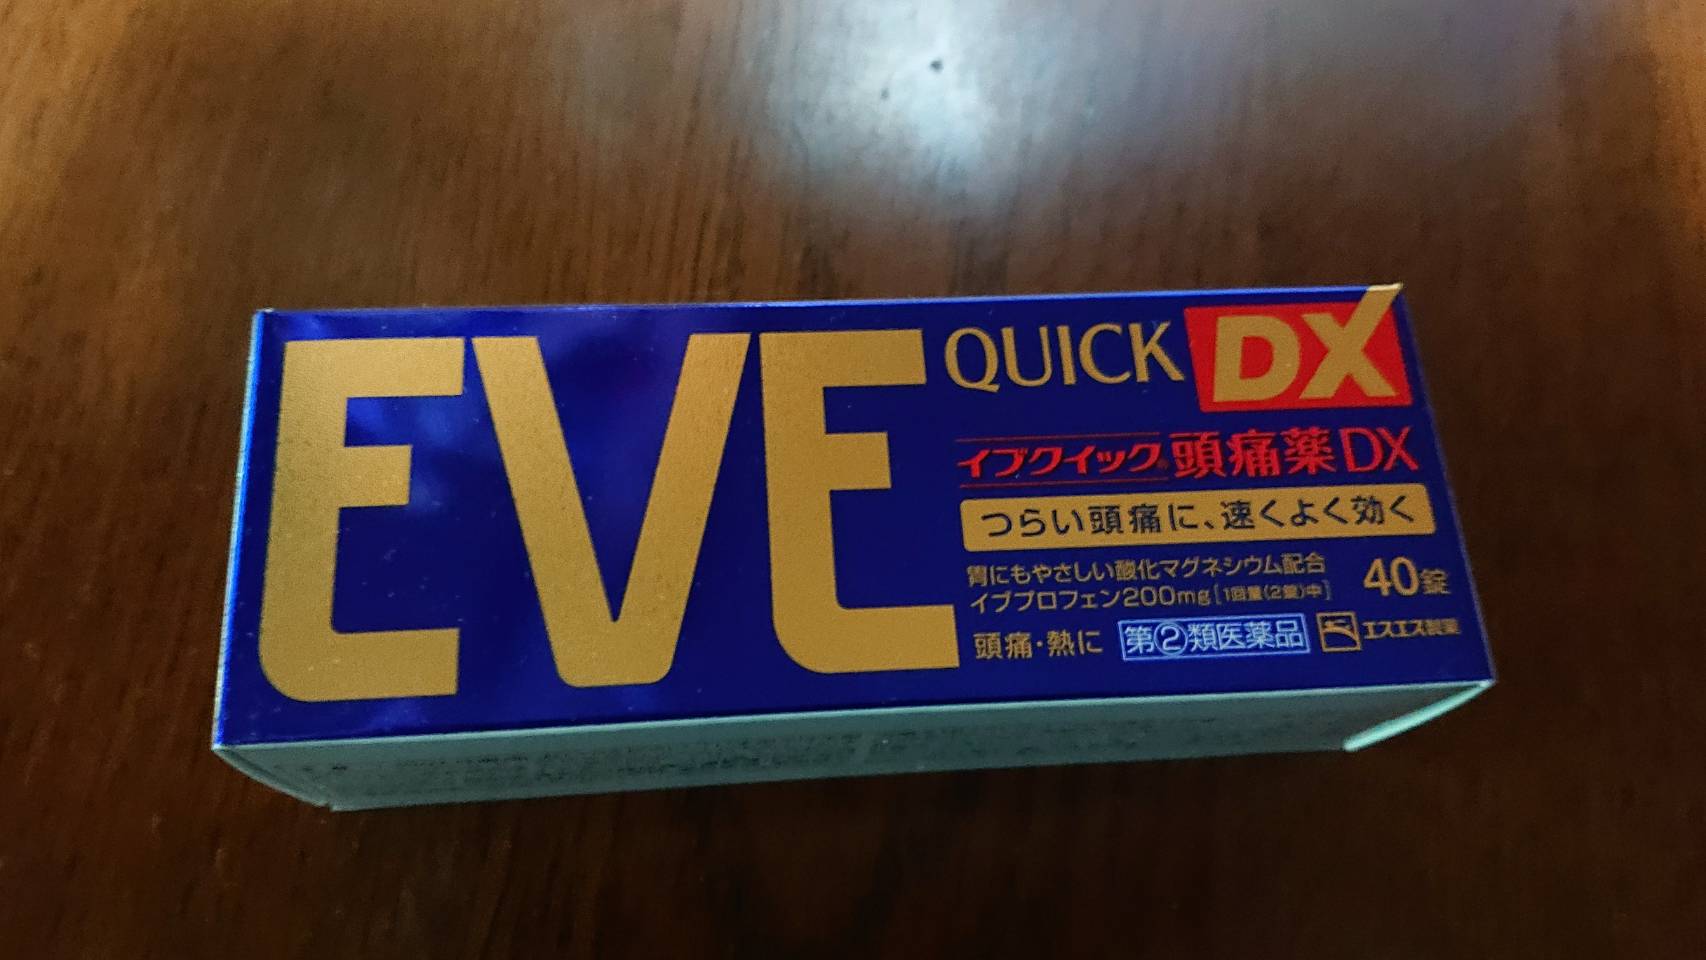 EVE
QUICK DX
イブクイック®頭痛薬DX
つらい頭痛に、速くよく効く
胃にもやさしい酸化マグネシウム配合
イブプロフェン200mg[1回量(2錠)中]
40錠
頭痛・熱に
第②類医薬品
エスエス製薬